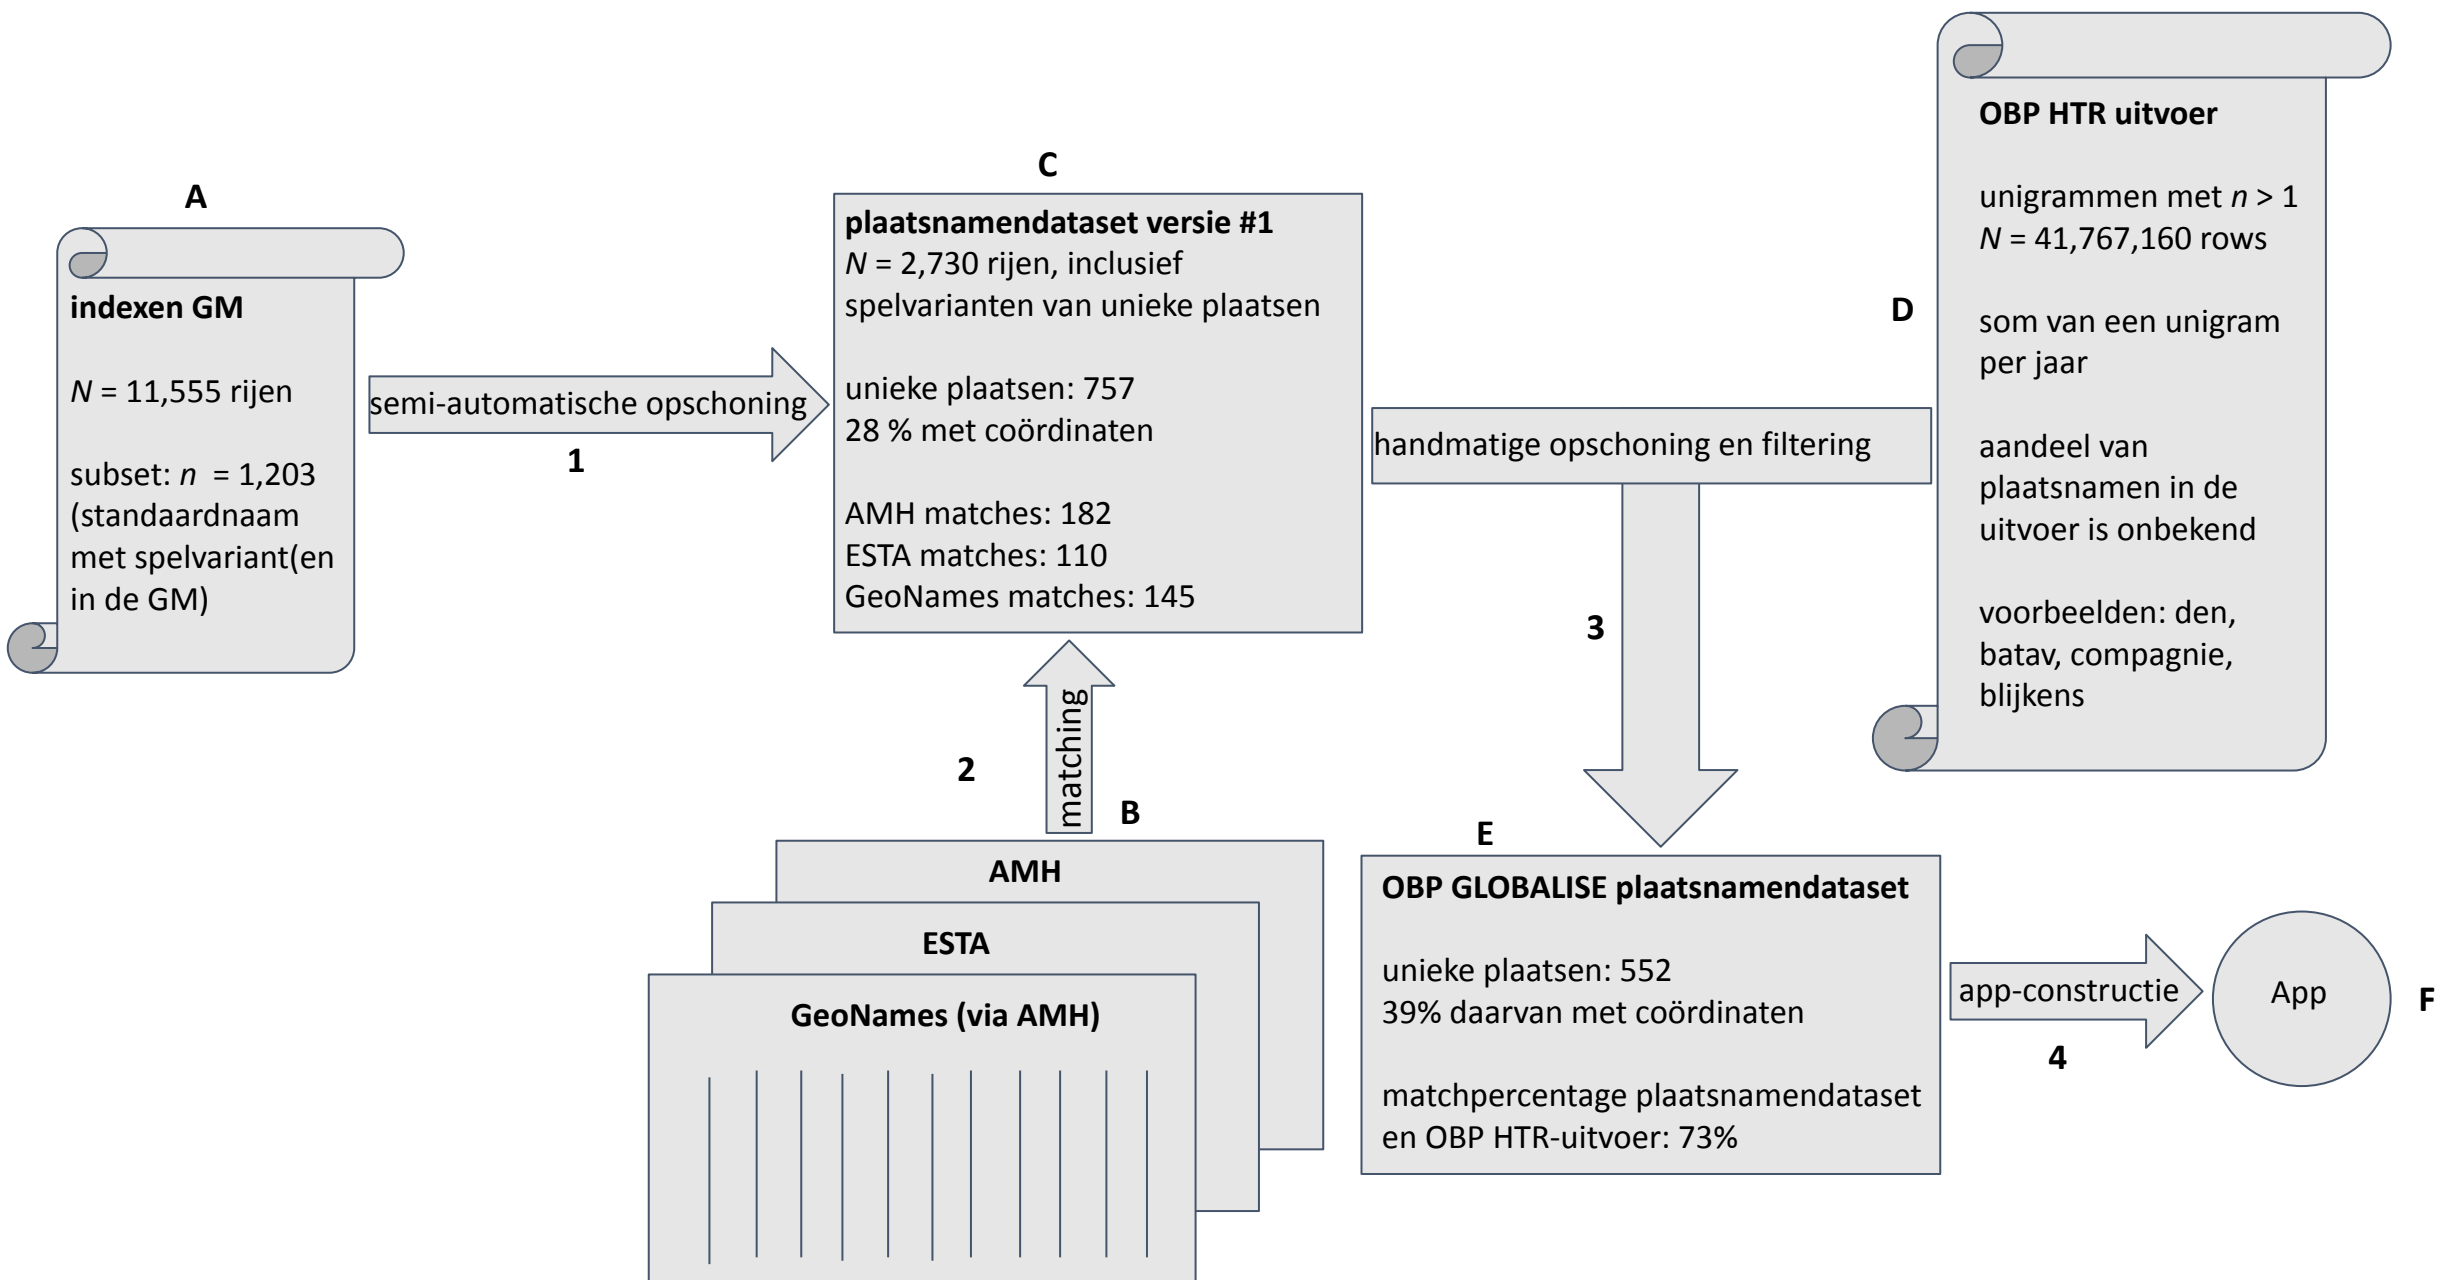 A
indexen GM
N = 11,555 rijen
subset: n = 1,203
(standaardnaam
met spelvariant(en
in de GM)
semi-automatische opschoning
1
C
plaatsnamendataset versie #1
N = 2,730 rijen, inclusief
spelvarianten van unieke plaatsen
unieke plaatsen: 757
28 % met coördinaten
AMH matches: 182
ESTA matches: 110
GeoNames matches: 145
2
matching
B
AMH
ESTA
GeoNames (via AMH)
handmatige opschoning en filtering
3
D
OBP HTR uitvoer
unigrammen met n > 1
N = 41,767,160 rows
som van een unigram
per jaar
aandeel van
plaatsnamen in de
uitvoer is onbekend
voorbeelden: den,
batav, compagnie,
blijkens
E
OBP GLOBALISE plaatsnamendataset
unieke plaatsen: 552
39% daarvan met coördinaten
matchpercentage plaatsnamendataset
en OBP HTR-uitvoer: 73%
app-constructie
4
App
F